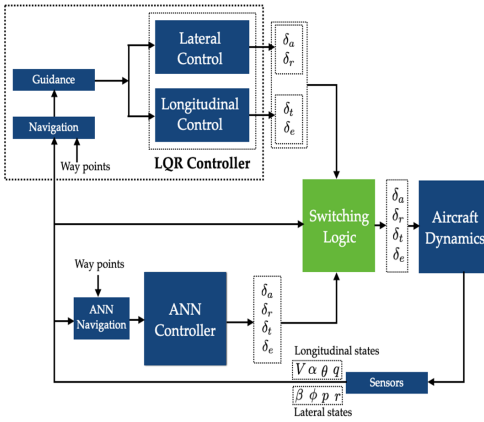 Lateral
Control
δa
δr
Guidance
Longitudinal
Control
δt
δe
Navigation
Way points
LQR Controller
Switching
Logic
δa
δr
δt
δe
Aircraft
Dynamics
Way points
ANN
Navigation
ANN
Controller
δa
δr
δt
δe
Longitudinal states
V α θ q
Sensors
β ϕ p r
Lateral states